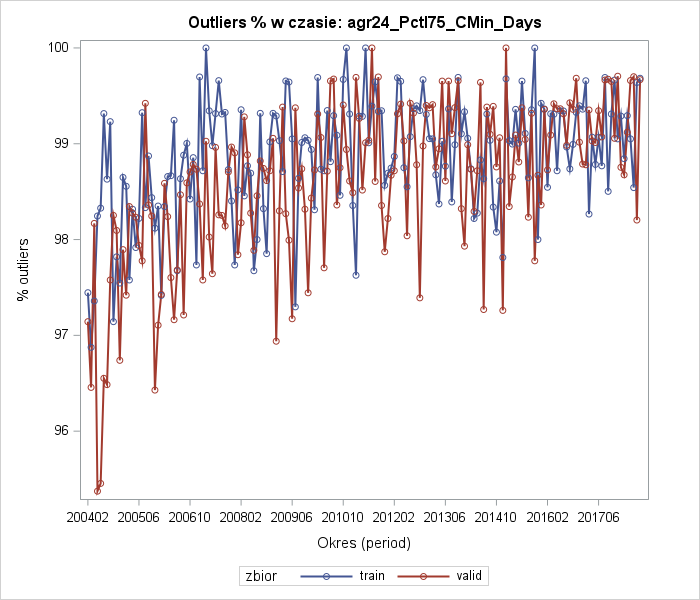 Outliers % w czasie: agr24_Pctl75_CMin_Days
100
99
98
97
96
% outliers
200402 200506 200610 200802 200906 201010 201202 201306 201410 201602 201706
Okres (period)
zbior train valid